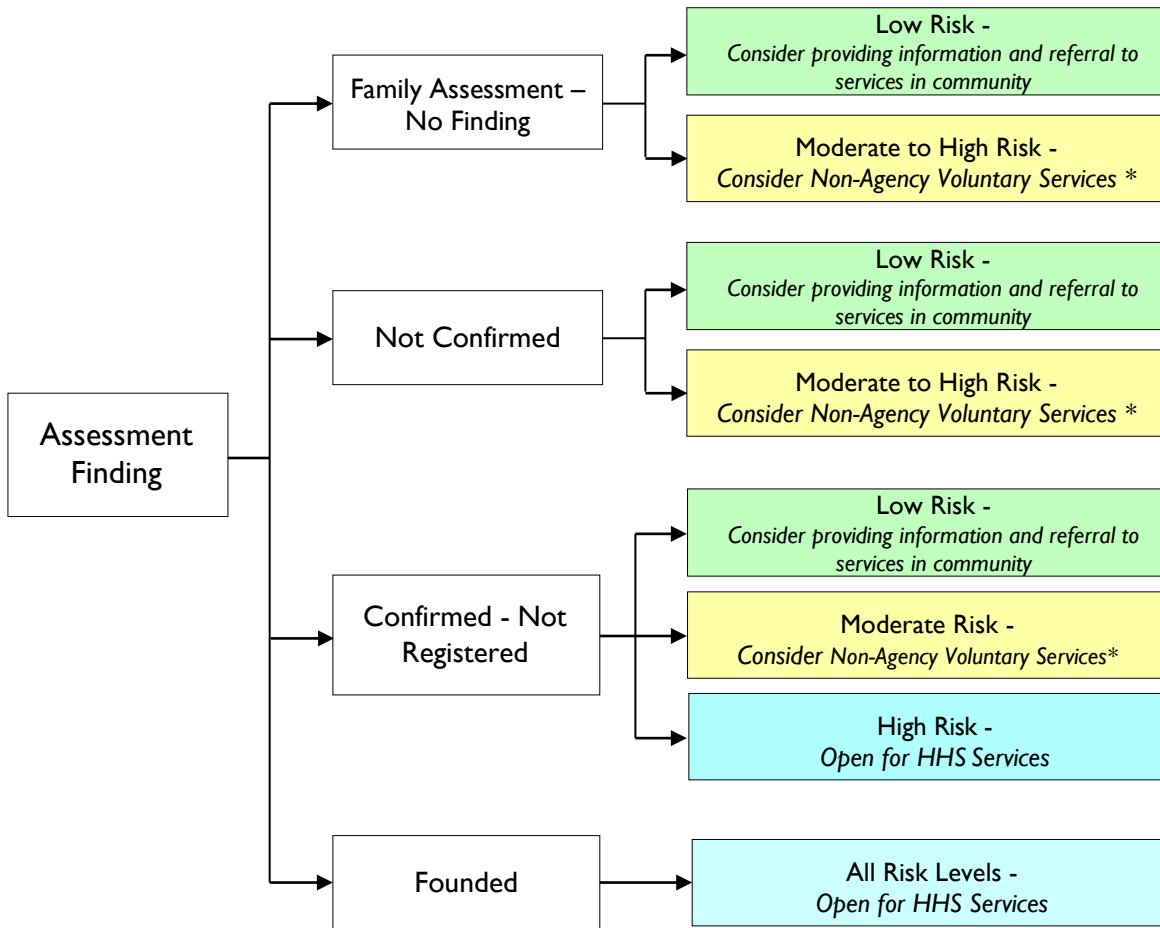 Assessment
Finding
Family Assessment –
No Finding
Low Risk -
Consider providing information and referral to
services in community
Moderate to High Risk -
Consider Non-Agency Voluntary Services *
Not Confirmed
Low Risk -
Consider providing information and referral to
services in community
Moderate to High Risk -
Consider Non-Agency Voluntary Services *
Confirmed - Not
Registered
Low Risk -
Consider providing information and referral to
services in community
Moderate Risk -
Consider Non-Agency Voluntary Services*
High Risk -
Open for HHS Services
Founded
All Risk Levels -
Open for HHS Services